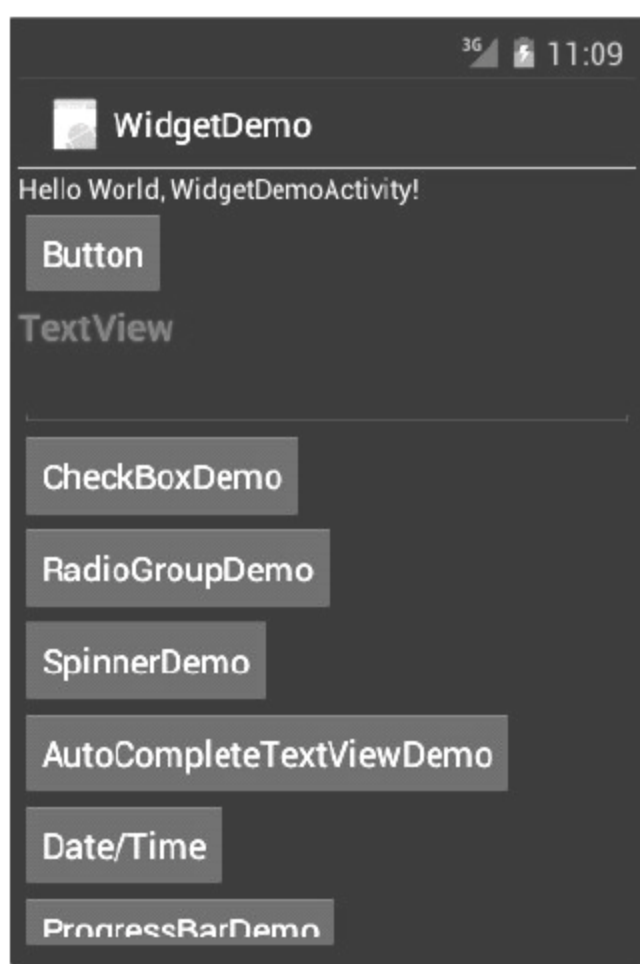 3G 11:09
WidgetDemo
Hello World, WidgetDemoActivity!
Button
TextView
CheckBoxDemo
RadioGroupDemo
SpinnerDemo
AutoCompleteTextViewDemo
Date/Time
ProgressBarDemo